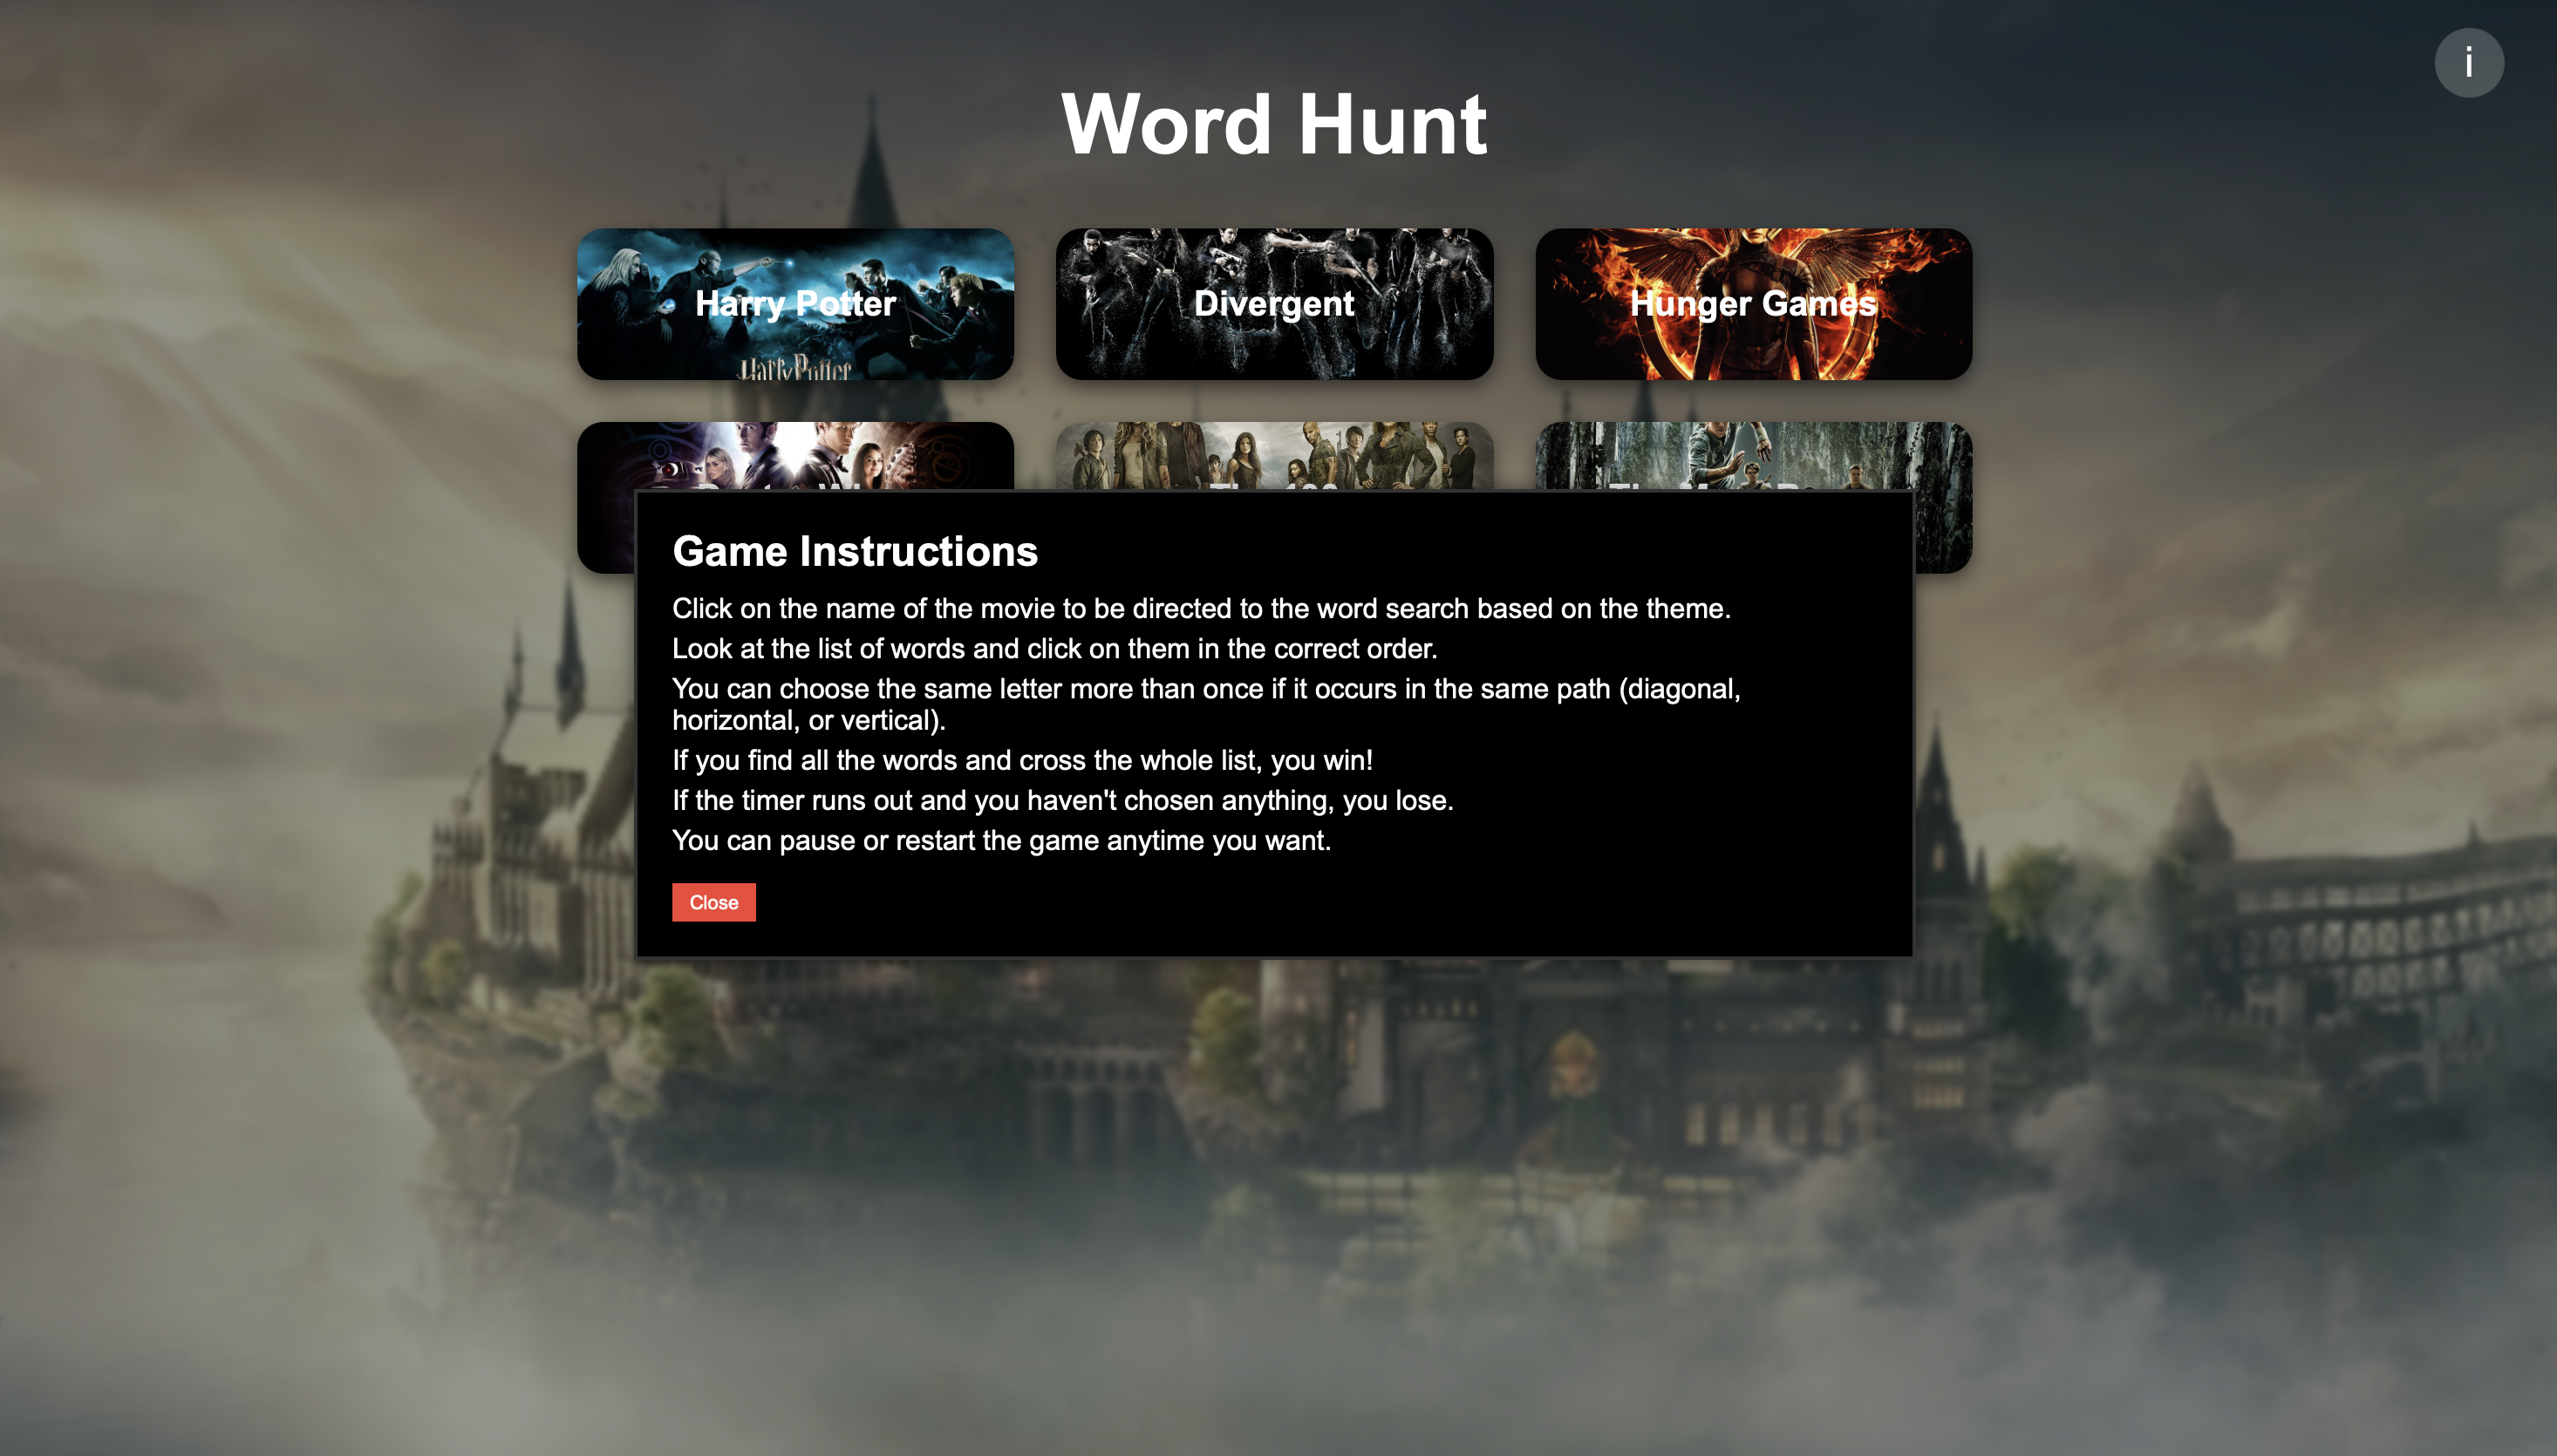 i
Word Hunt
Harry Potter
Harry Potter
Divergent
Hunger Games
Game Instructions
Click on the name of the movie to be directed to the word search based on the theme.
Look at the list of words and click on them in the correct order.
You can choose the same letter more than once if it occurs in the same path (diagonal,
horizontal, or vertical).
If you find all the words and cross the whole list, you win!
If the timer runs out and you haven't chosen anything, you lose.
You can pause or restart the game anytime you want.
Close